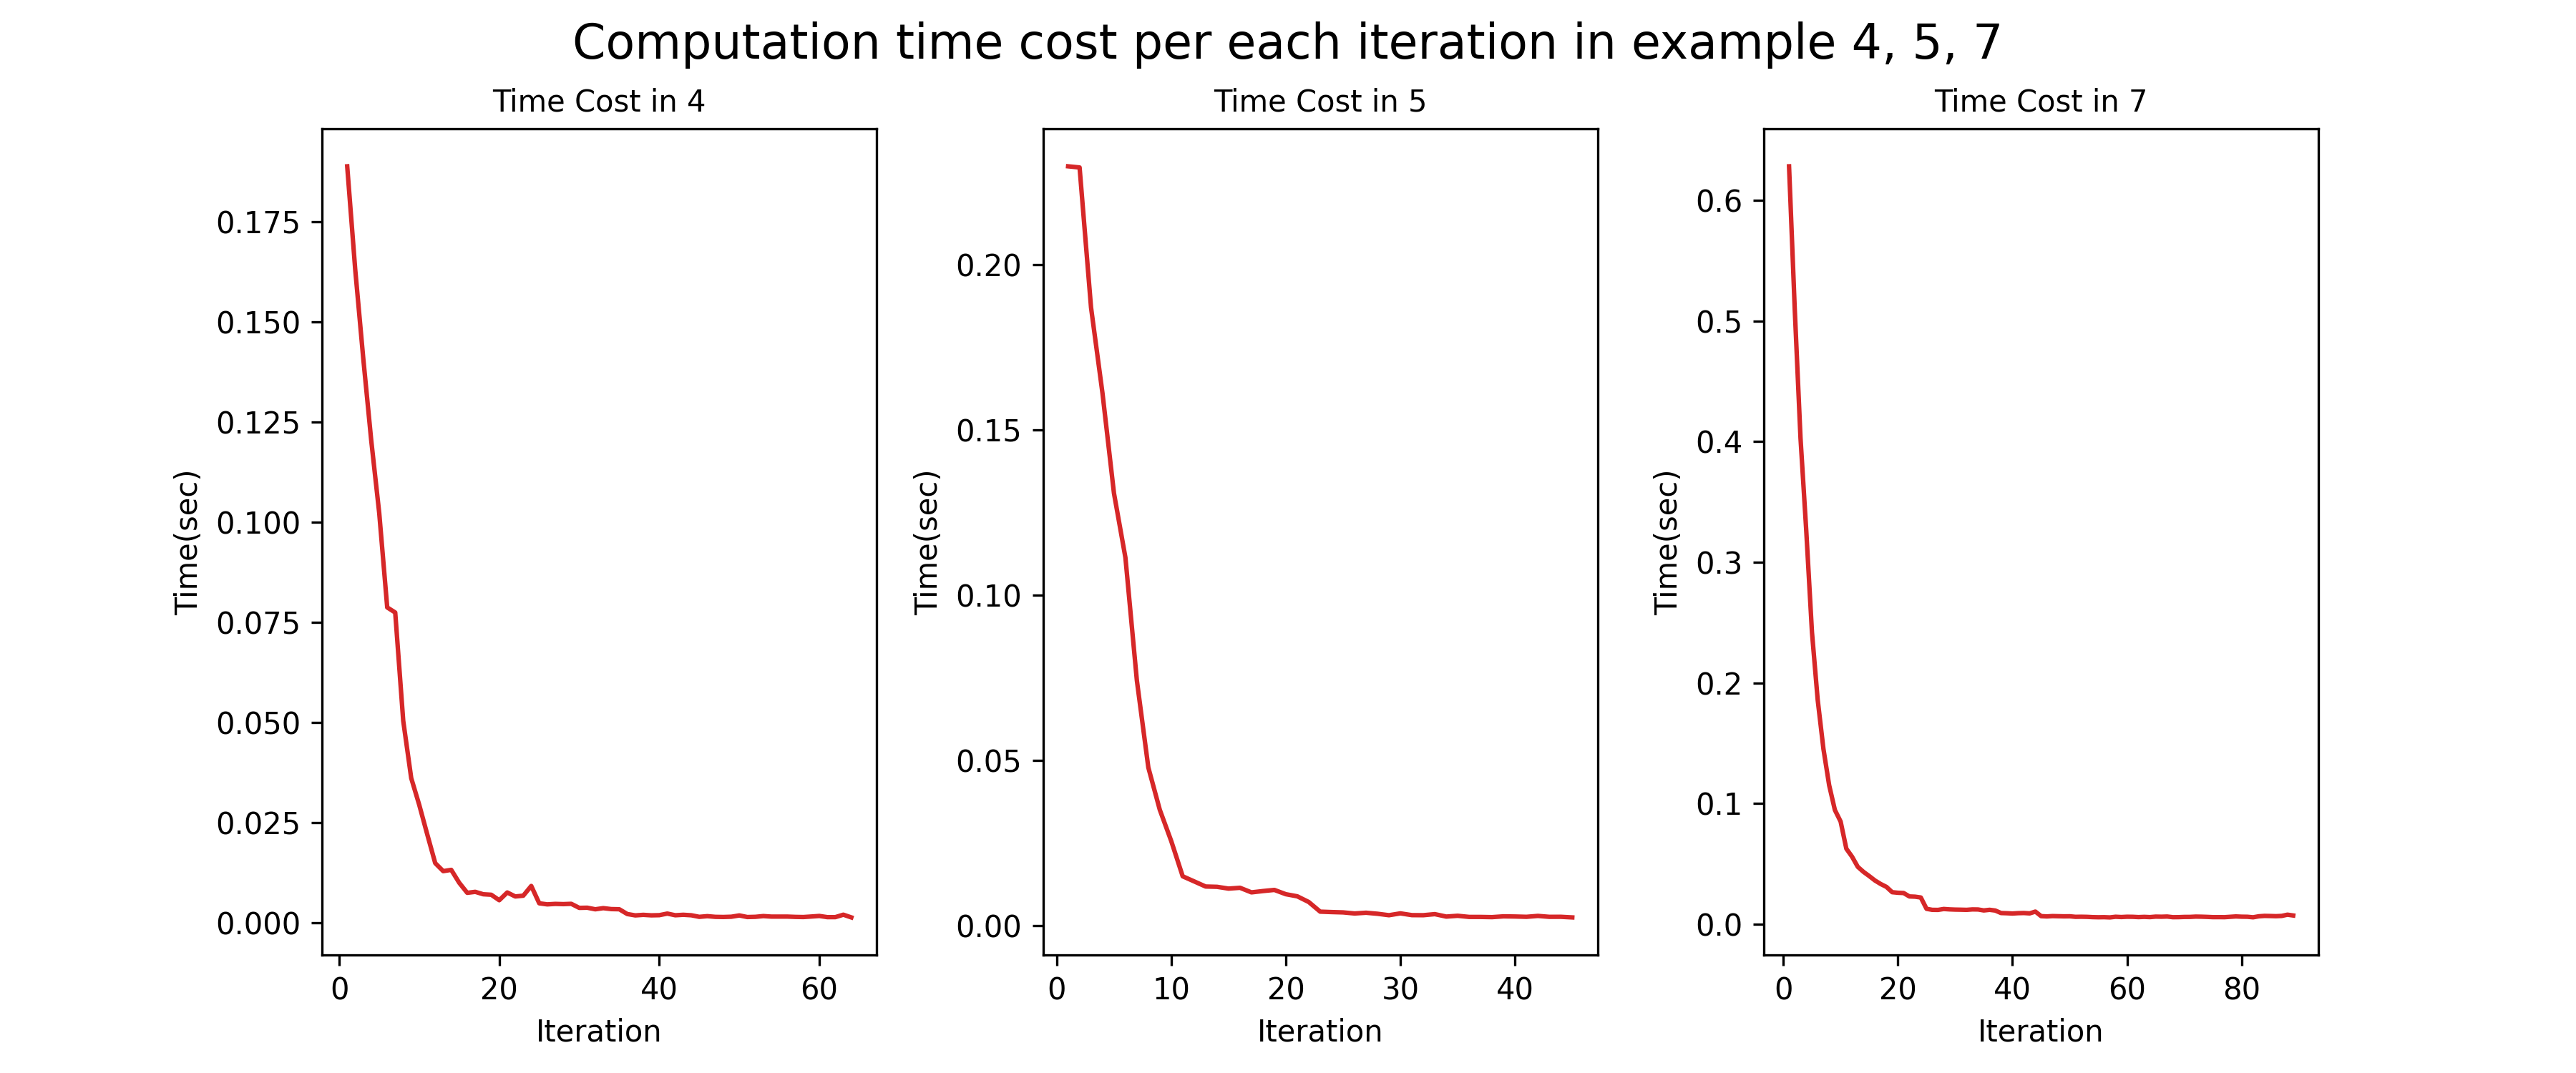 Computation time cost per each iteration in example 4, 5, 7
Time Cost in 4
Time(sec)
0.175
0.150
0.125
0.100
0.075
0.050
0.025
0.000
0 20 40 60
Iteration
Time Cost in 5
Time(sec)
0.20
0.15
0.10
0.05
0.00
0 10 20 30 40
Iteration
Time Cost in 7
Time(sec)
0.6
0.5
0.4
0.3
0.2
0.1
0.0
0 20 40 60 80
Iteration